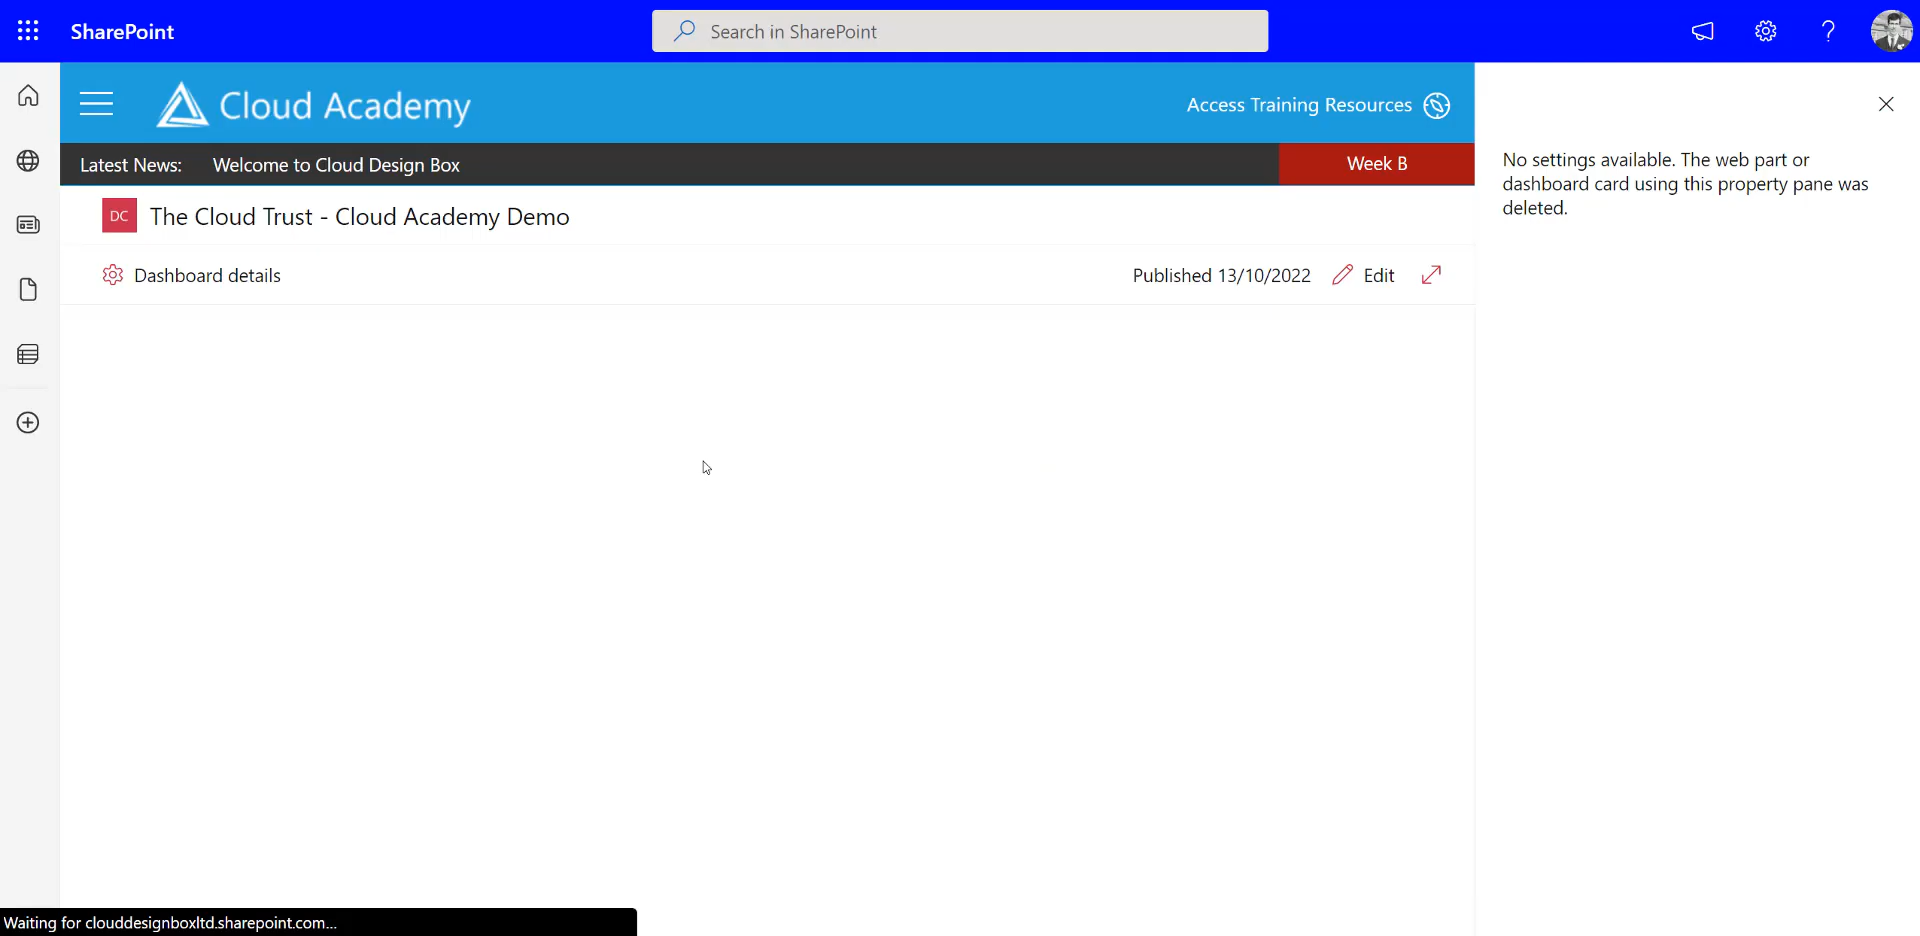 SharePoint
Search in SharePoint
Cloud Academy
Access Training Resources
Latest News:
Welcome to Cloud Design Box
Week B
DC
The Cloud Trust - Cloud Academy Demo
Dashboard details
Published 13/10/2022
Edit
No settings available. The web part or
dashboard card using this property pane was
deleted.
Waiting for clouddesignboxltd.sharepoint.com...